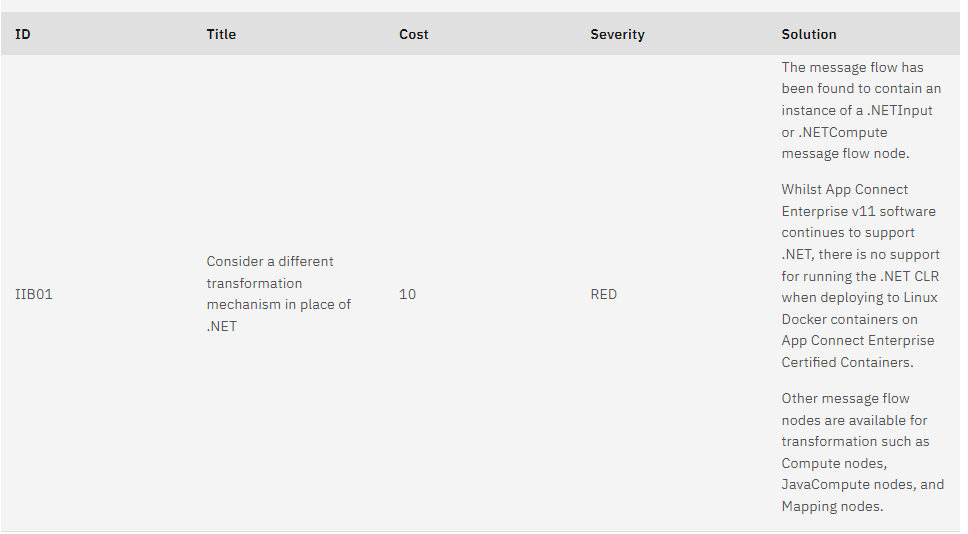 ID Title Cost Severity Solution
IIB01
Consider a different
transformation
mechanism in place of
.NET
10
RED
The message flow has
been found to contain an
instance of a .NETInput
or .NETCompute
message flow node.
Whilst App Connect
Enterprise v11 software
continues to support
.NET, there is no support
for running the .NET CLR
when deploying to Linux
Docker containers on
App Connect Enterprise
Certified Containers.
Other message flow
nodes are available for
transformation such as
Compute nodes,
JavaCompute nodes, and
Mapping nodes.